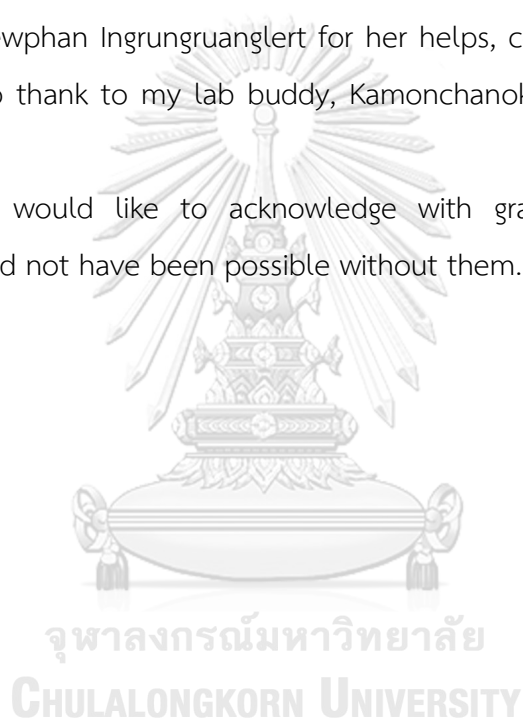 ewphan Ingrungruanglert for her helps, c
o thank to my lab buddy, Kamonchanok
would like to acknowledge with gra
d not have been possible without them.
จุฬาลงกรณ์มหาวิทยาลัย
CHULALONGKORN UNIVERSITY